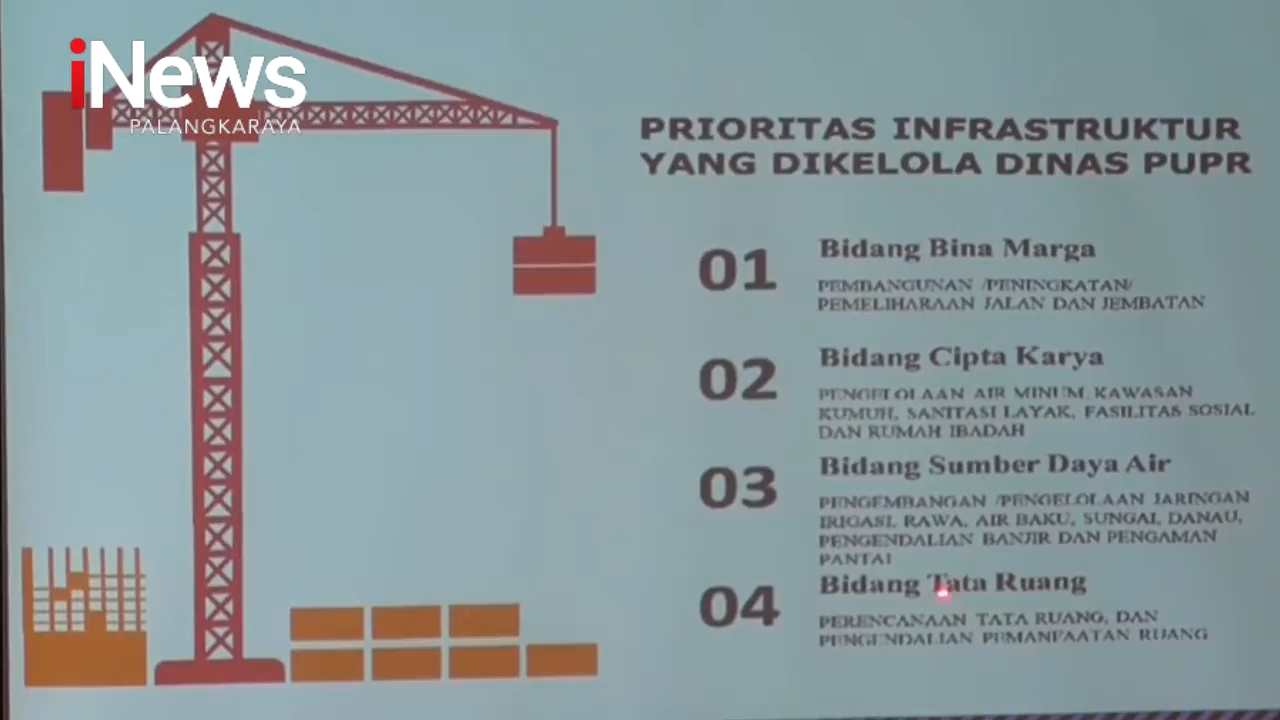 iNews
PALANGKARAYA
PRIORITAS INFRASTRUKTUR
YANG DIKELOLA DINAS PUPR
01
Bidang Bina Marga
PEMBANGUNAN /PENINGKATAN/
PEMELIHARAAN JALAN DAN JEMBATAN
02
Bidang Cipta Karya
PENGELOLAAN AIR MINUM, KAWASAN
KUMUH, SANITASI LAYAK, FASILITAS SOSIAL
DAN RUMAH IBADAH
03
Bidang Sumber Daya Air
PENGEMBANGAN /PENGELOLAAN JARINGAN
IRIGASI, RAWA, AIR BAKU, SUNGAI, DANAU,
PENGENDALIAN BANJIR DAN PENGAMAN
PANTAI
04
Bidang Tata Ruang
PERENCANAAN TATA RUANG, DAN
PENGENDALIAN PEMANFAATAN RUANG